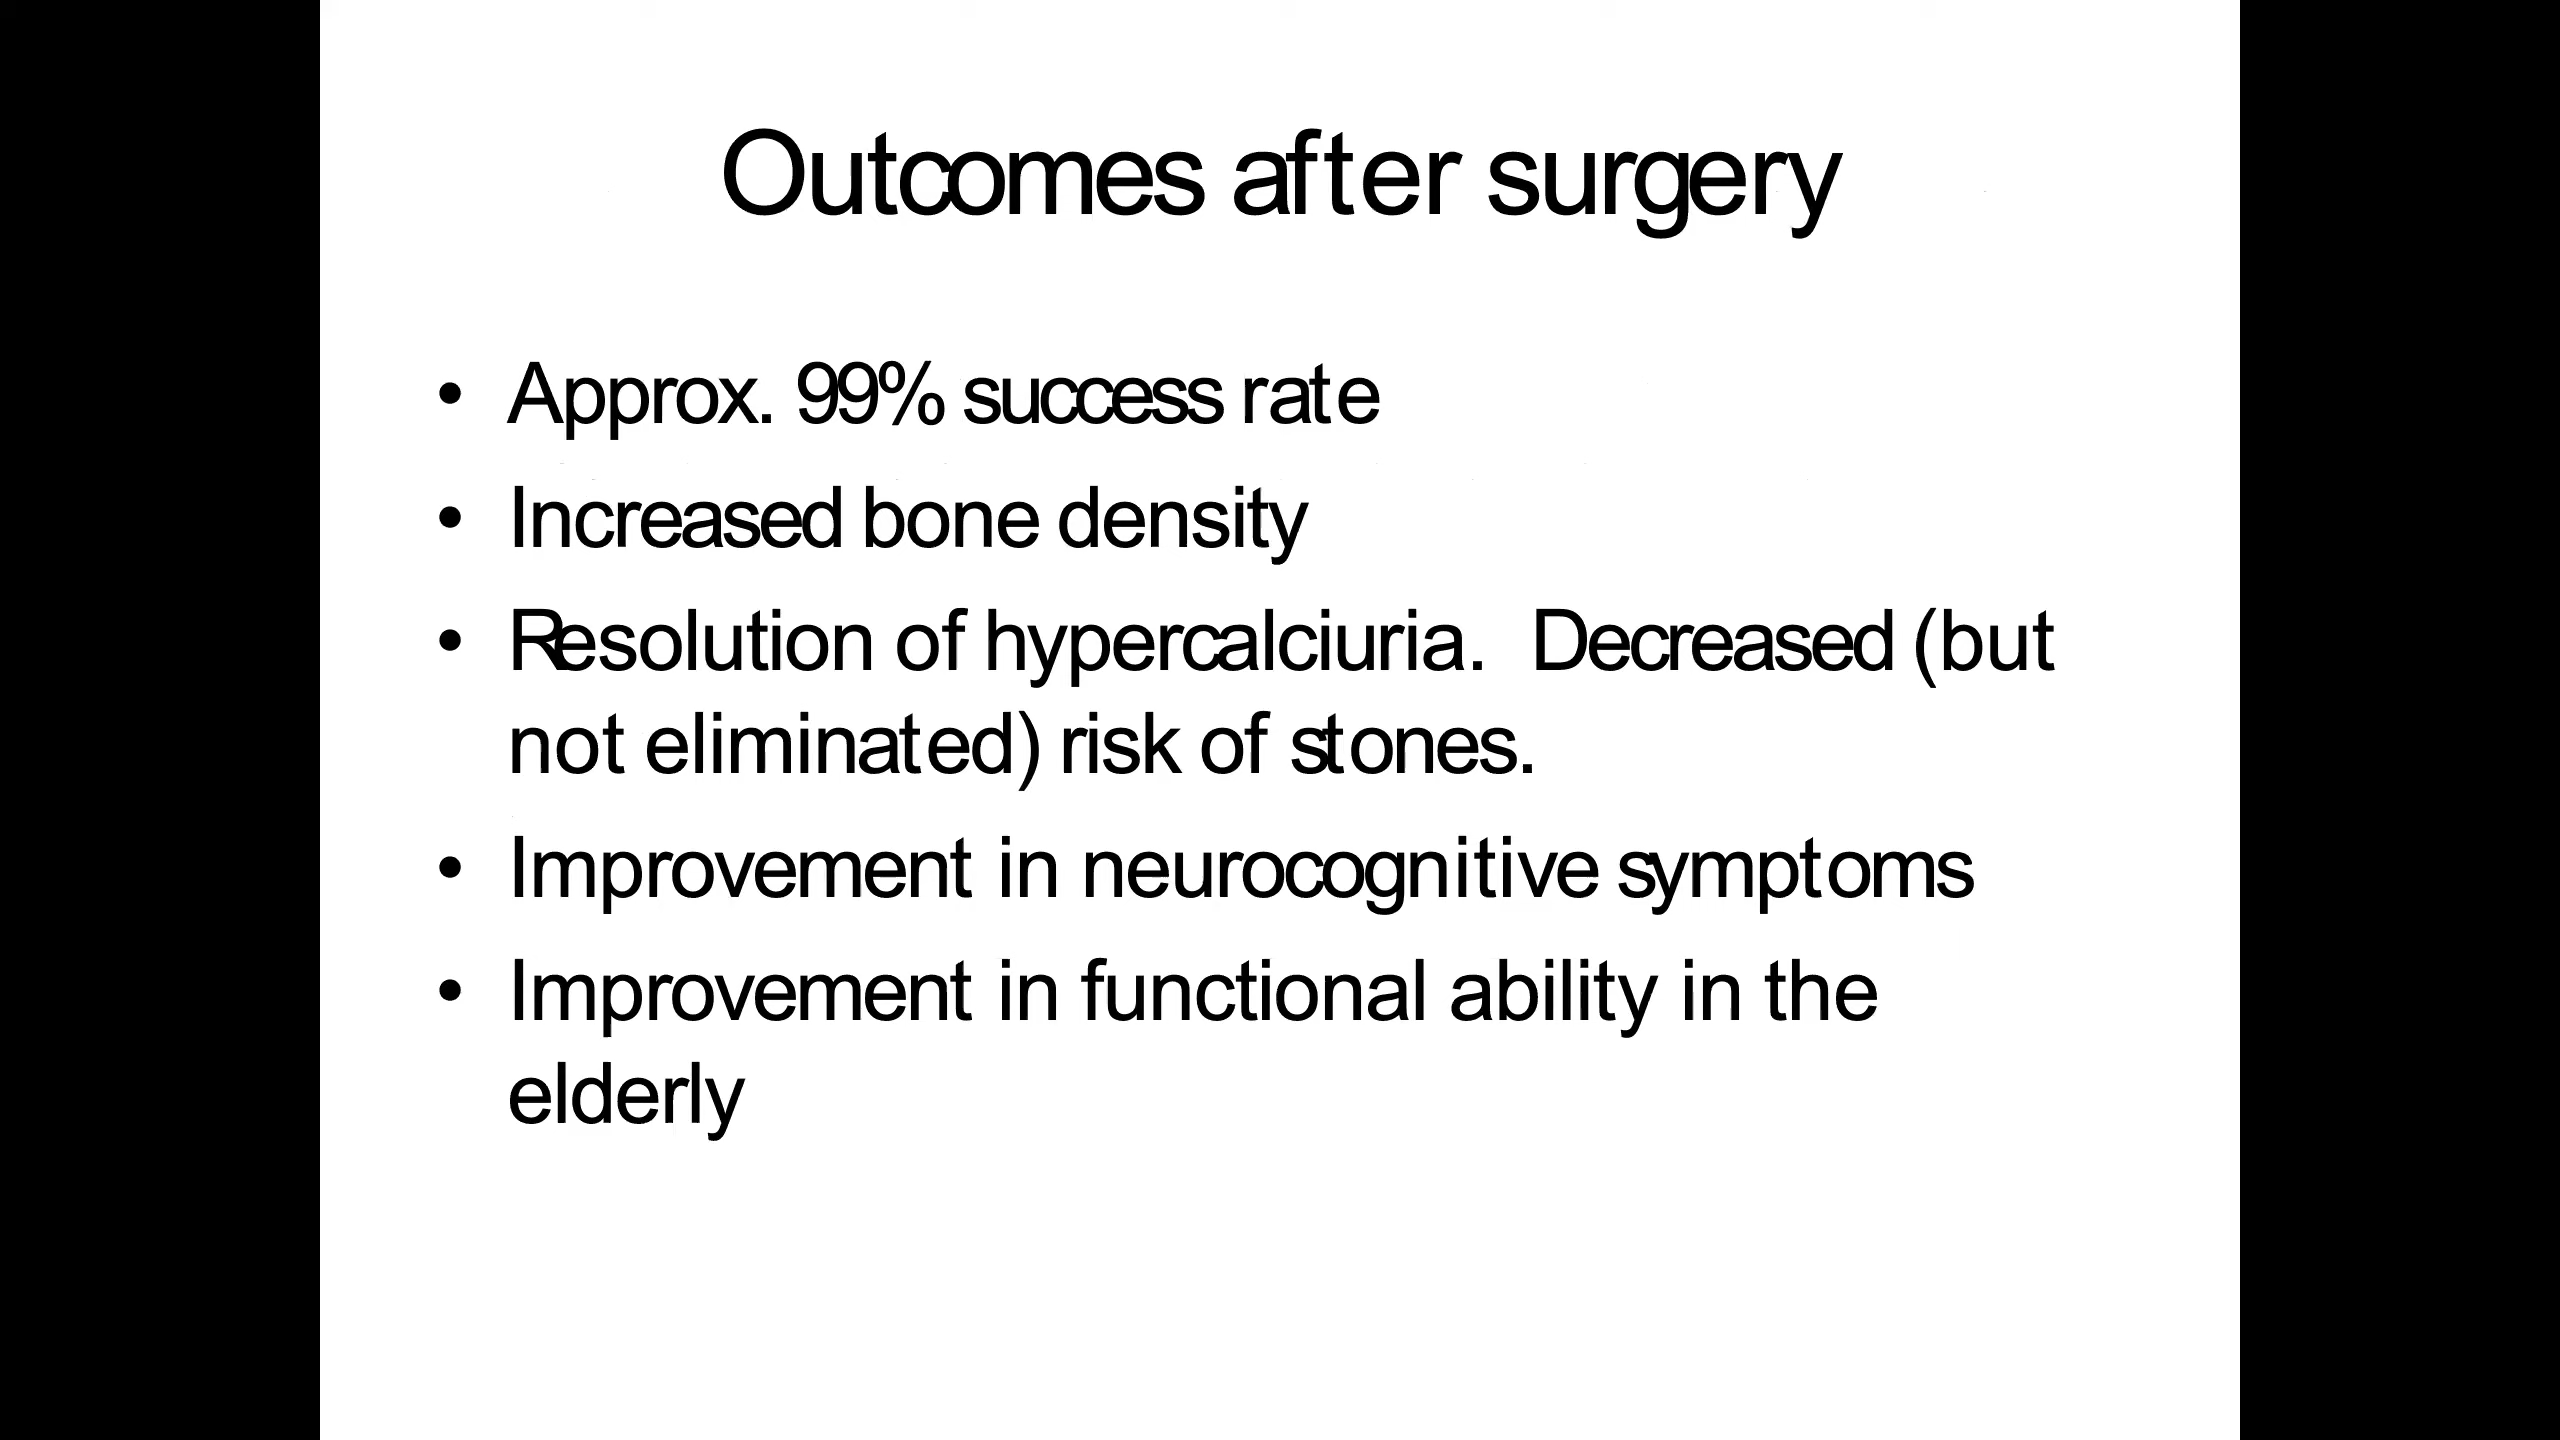 Outcomes after surgery
• Approx. 99% success rate
• Increased bone density
• Resolution of hypercalciuria.  Decreased (but
not eliminated) risk of stones.
• Improvement in neurocognitive symptoms
• Improvement in functional ability in the
elderly